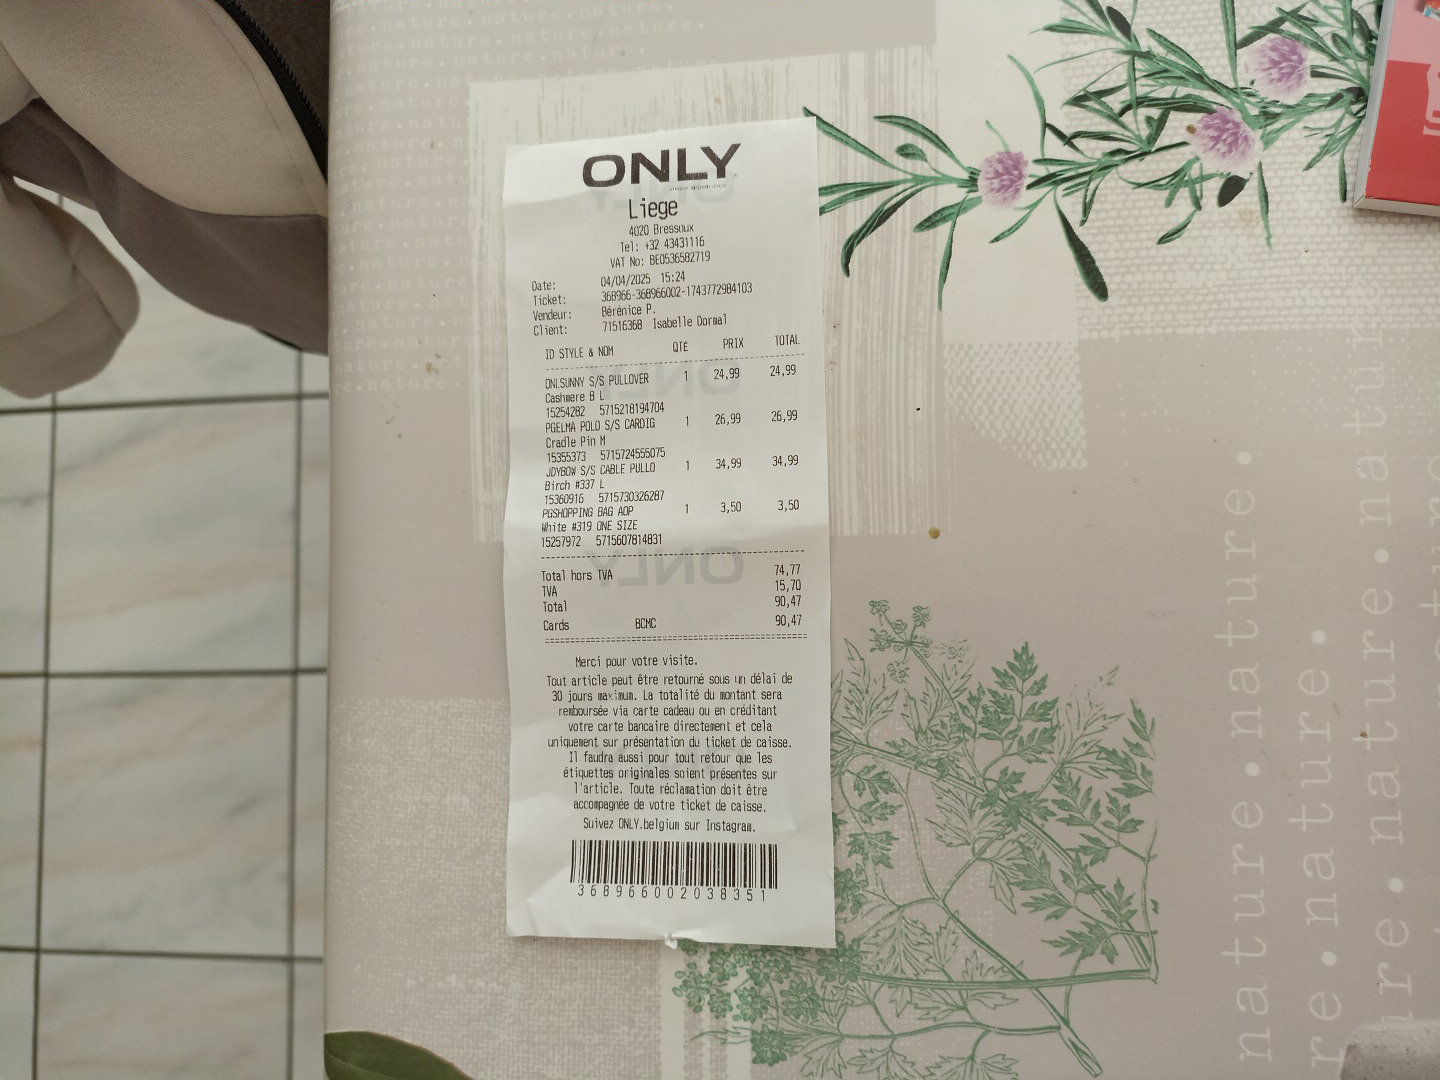 ONLY
Liege
4020 Bressoux
Tel: +32 43431116
VAT No: BE0536582719
Date: 04/04/2025 15:24
Ticket: 368966-368966002-1743772984103
Vendeur: Bérénice P.
Client: 71516368 Isabelle Dormal
ID STYLE & NOM QTÉ PRIX TOTAL
ONLSUNNY S/S PULLOVER 1 24,99 24,99
Cashmere B L
15254282 5715218194704
PGELMA POLO S/S CARDIG 1 26,99 26,99
Cradle Pin M
15355373 5715724555075
JDYBOW S/S CABLE PULLO 1 34,99 34,99
Birch #337 L
15360916 5715730326287
PGSHOPPING BAG AOP 1 3,50 3,50
White #319 ONE SIZE
15257972 5715607814831
Total hors TVA 74,77
TVA 15,70
Total 90,47
Cards BCMC 90,47
Merci pour votre visite.
Tout article peut être retourné sous un délai de
30 jours maximum. La totalité du montant sera
remboursée via carte cadeau ou en créditant
votre carte bancaire directement et cela
uniquement sur présentation du ticket de caisse.
Il faudra aussi pour tout retour que les
étiquettes originales soient présentes sur
l'article. Toute réclamation doit être
accompagnée de votre ticket de caisse.
Suivez ONLY.belgium sur Instagram.
368966002038351
nature.nature.
re.nature.
nature.nature